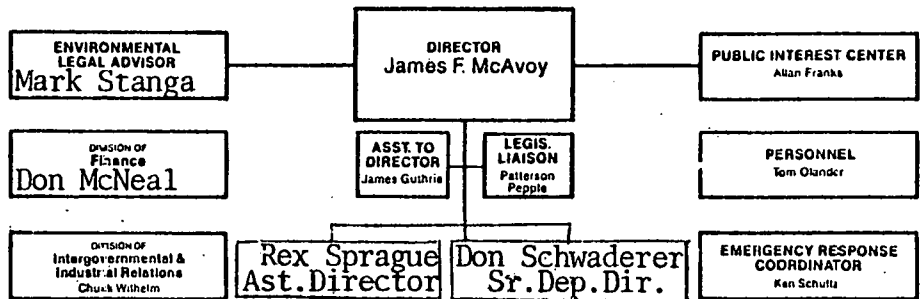 ENVIRONMENTAL
LEGAL ADVISOR
Mark Stanga
DIRECTOR
James F. McAvoy
PUBLIC INTEREST CENTER
Allan Franks
DIVISION OF
Finance
Don McNeal
ASST. TO
DIRECTOR
James Guthrie
LEGIS.
LIAISON
Patterson
Pepple
PERSONNEL
Tom Olander
DIVISION OF
Intergovernmental &
Industrial Relations
Chuck Wilhelm
Rex Sprague
Ast.Director
Don Schwaderer
Sr.Dep.Dir.
EMERGENCY RESPONSE
COORDINATOR
Ken Schultz